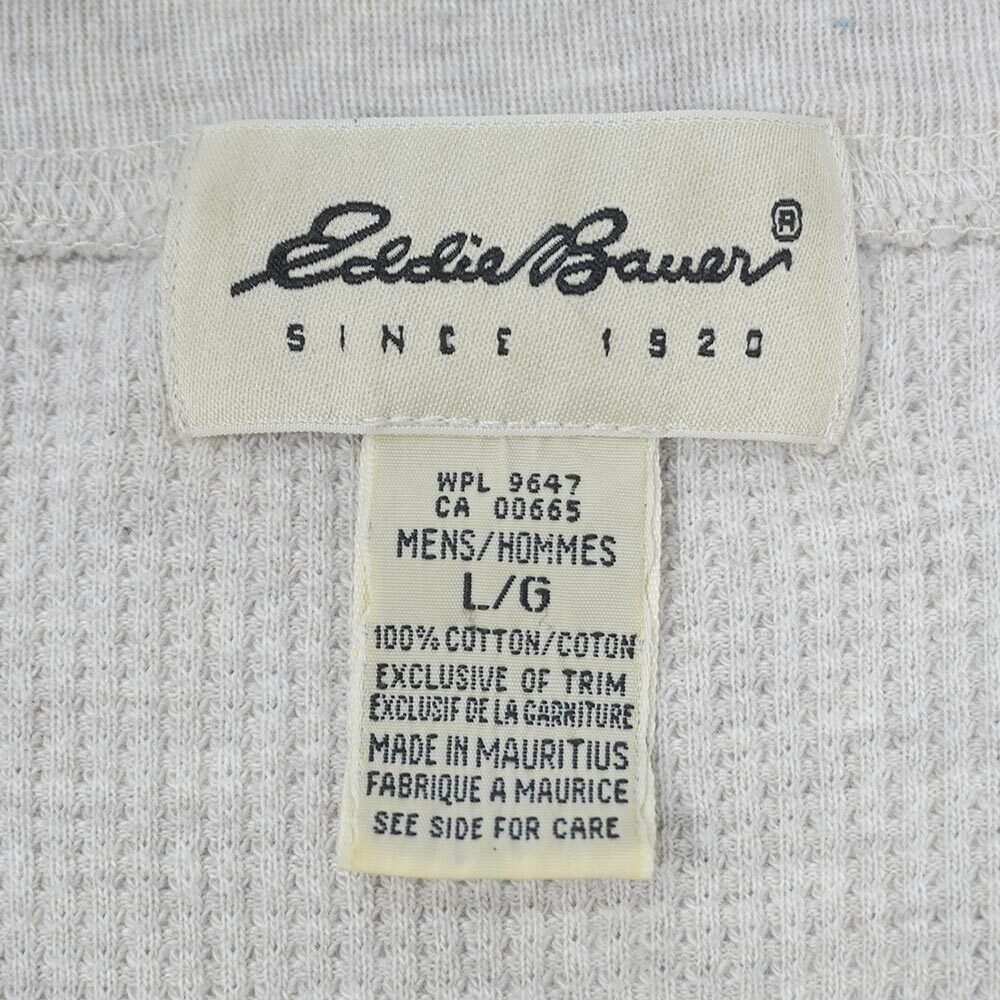 Eddie Bauer®
SINCE 1920
WPL 9647
CA 00665
MENS/HOMMES
L/G
100% COTTON/COTON
EXCLUSIVE OF TRIM
EXCLUSIF DE LA GARNITURE
MADE IN MAURITIUS
FABRIQUE A MAURICE
SEE SIDE FOR CARE